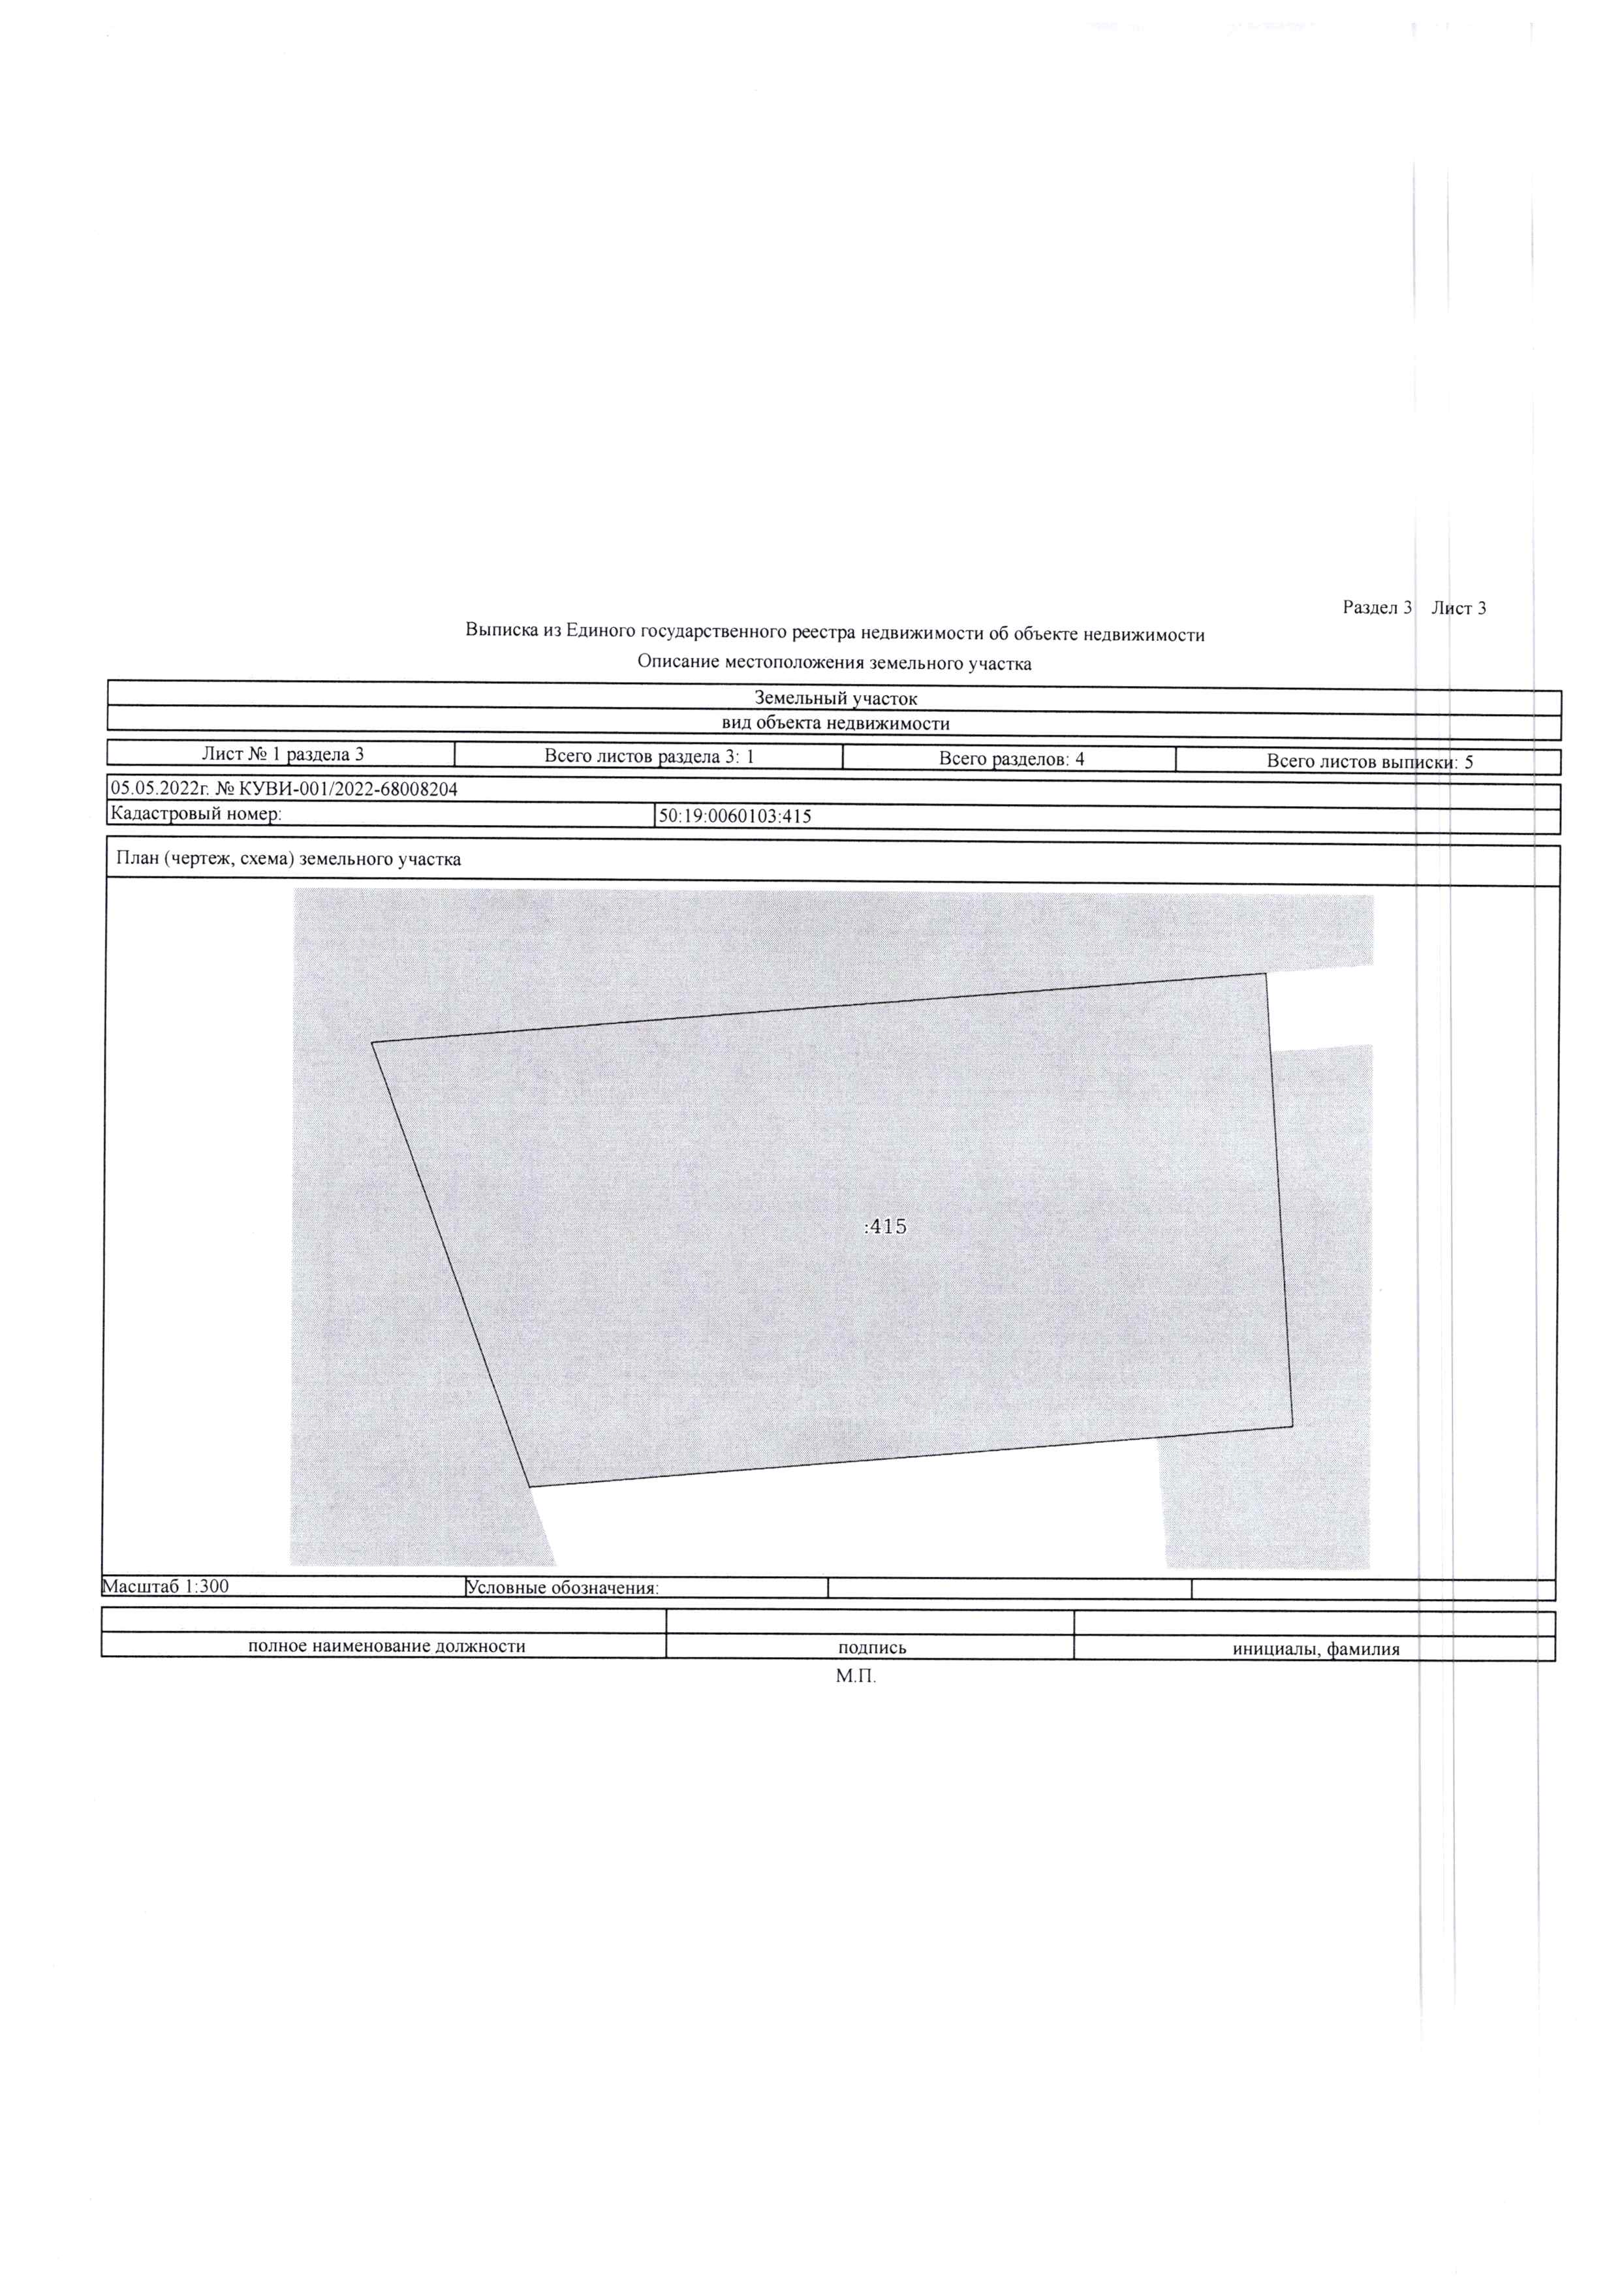 Раздел 3 Лист 3
Выписка из Единого государственного реестра недвижимости об объекте недвижимости
Описание местоположения земельного участка
Земельный участок
вид объекта недвижимости
Лист № 1 раздела 3 Всего листов раздела 3: 1 Всего разделов: 4 Всего листов выписки: 5
05.05.2022г. № КУВИ-001/2022-68008204
Кадастровый номер: 50:19:0060103:415
План (чертеж, схема) земельного участка
:415
Масштаб 1:300 Условные обозначения:
полное наименование должности подпись инициалы, фамилия
М.П.